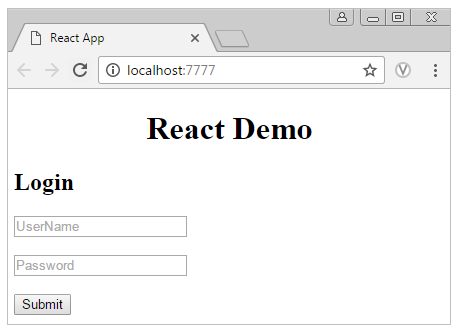 React App
localhost:7777
React Demo
Login
UserName
Password
Submit